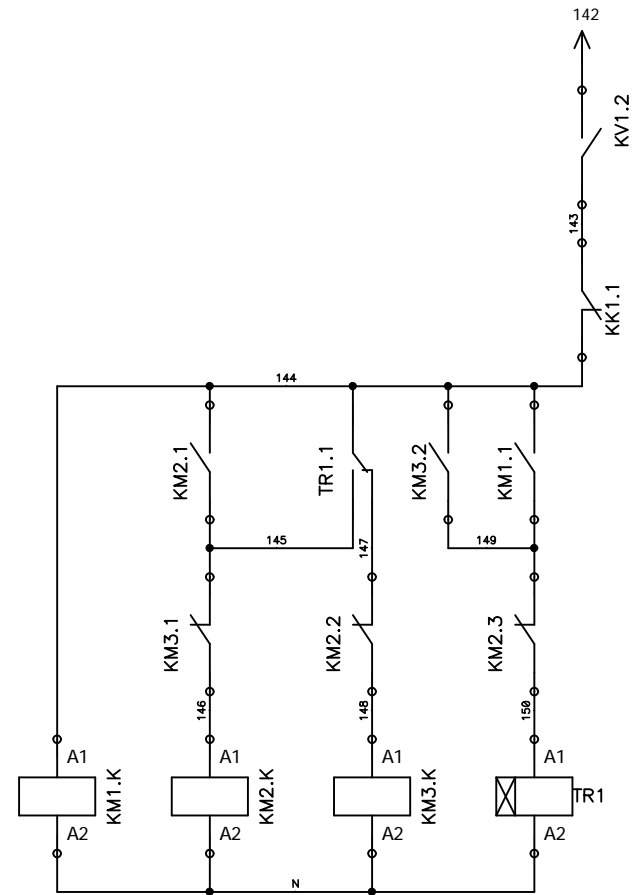 142
KV1.2
143
KK1.1
144
KM2.1
TR1.1
KM3.2
KM1.1
145
147
149
KM3.1
KM2.2
KM2.3
146
148
150
A1
A1
A1
A1
KM1.K
KM2.K
KM3.K
TR1
A2
A2
A2
A2
N